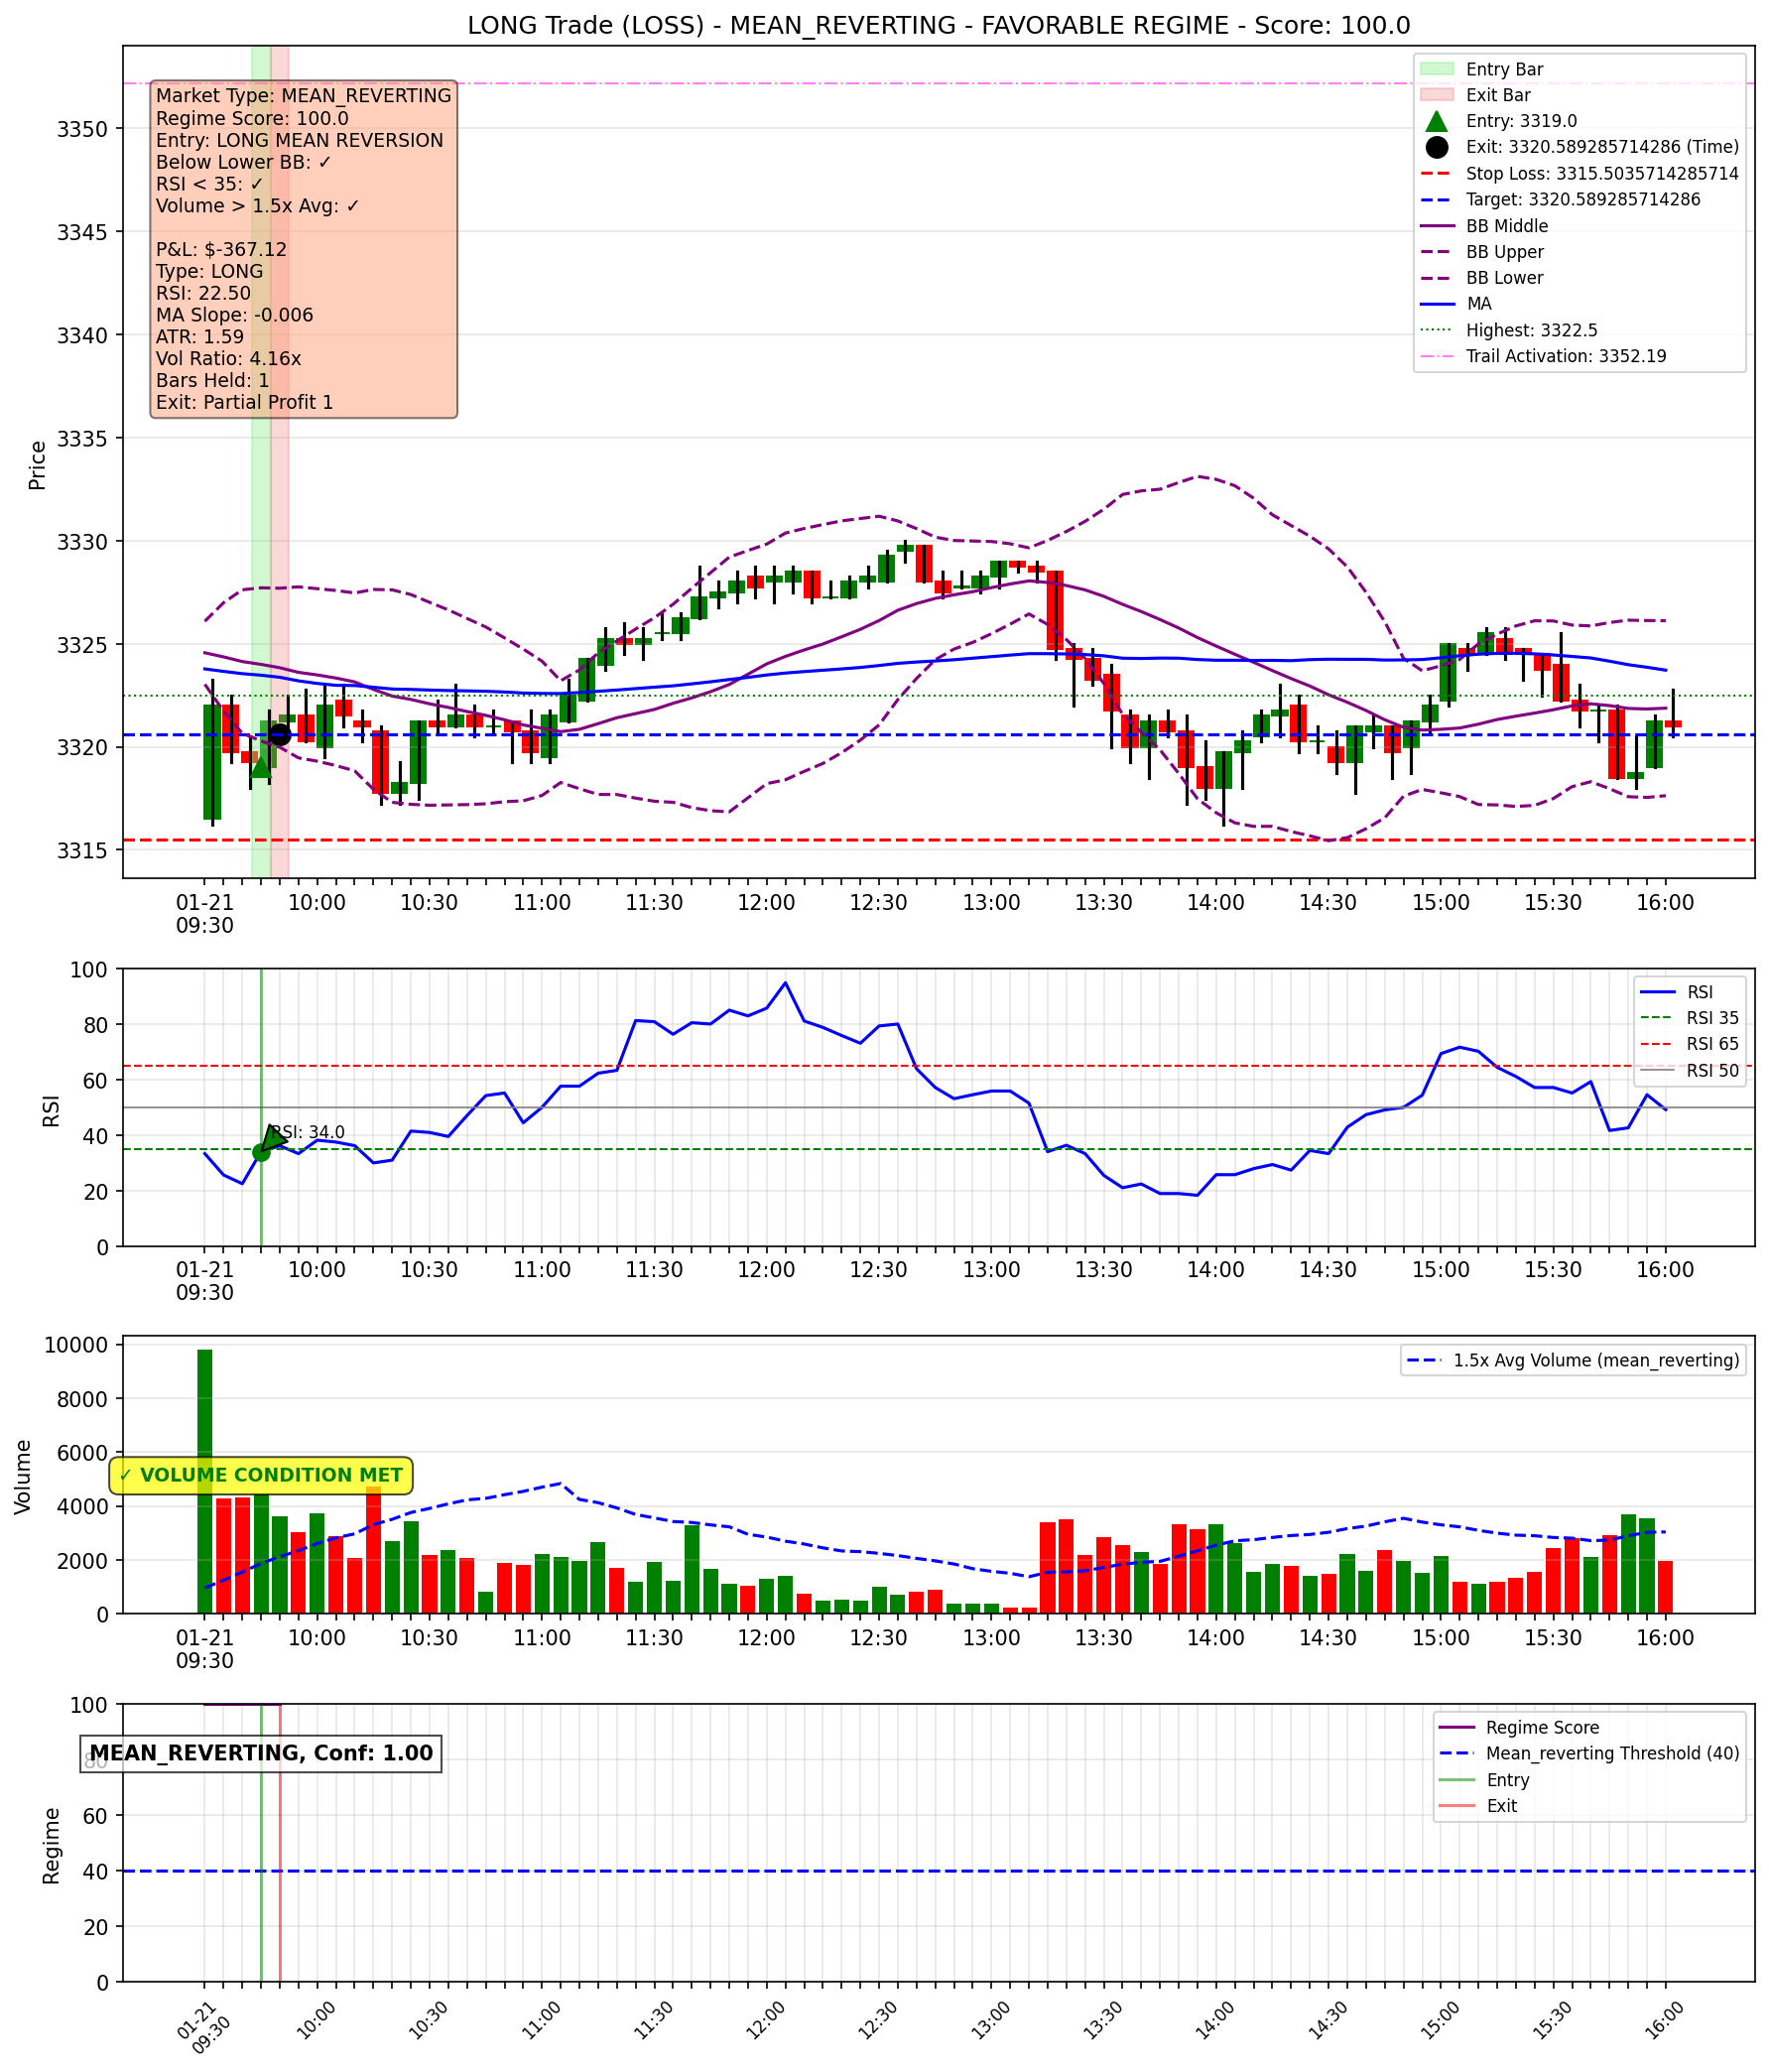 LONG Trade (LOSS) - MEAN_REVERTING - FAVORABLE REGIME - Score: 100.0
Market Type: MEAN_REVERTING
Regime Score: 100.0
Entry: LONG MEAN REVERSION
Below Lower BB: ✓
RSI < 35: ✓
Volume > 1.5x Avg: ✓
P&L: $-367.12
Type: LONG
RSI: 22.50
MA Slope: -0.006
ATR: 1.59
Vol Ratio: 4.16x
Bars Held: 1
Exit: Partial Profit 1
Entry Bar
Exit Bar
Entry: 3319.0
Exit: 3320.589285714286 (Time)
Stop Loss: 3315.5035714285714
Target: 3320.589285714286
BB Middle
BB Upper
BB Lower
MA
Highest: 3322.5
Trail Activation: 3352.19
Price
3350
3345
3340
3335
3330
3325
3320
3315
01-21 10:00 10:30 11:00 11:30 12:00 12:30 13:00 13:30 14:00 14:30 15:00 15:30 16:00
09:30
RSI
100
80
60
40
20
0
RSI: 34.0
RSI
RSI 35
RSI 65
RSI 50
01-21 10:00 10:30 11:00 11:30 12:00 12:30 13:00 13:30 14:00 14:30 15:00 15:30 16:00
09:30
Volume
10000
8000
6000
4000
2000
0
✓ VOLUME CONDITION MET
1.5x Avg Volume (mean_reverting)
01-21 10:00 10:30 11:00 11:30 12:00 12:30 13:00 13:30 14:00 14:30 15:00 15:30 16:00
09:30
Regime
100
80
60
40
20
0
MEAN_REVERTING, Conf: 1.00
Regime Score
Mean_reverting Threshold (40)
Entry
Exit
01-21 10:00 10:30 11:00 11:30 12:00 12:30 13:00 13:30 14:00 14:30 15:00 15:30 16:00
09:30